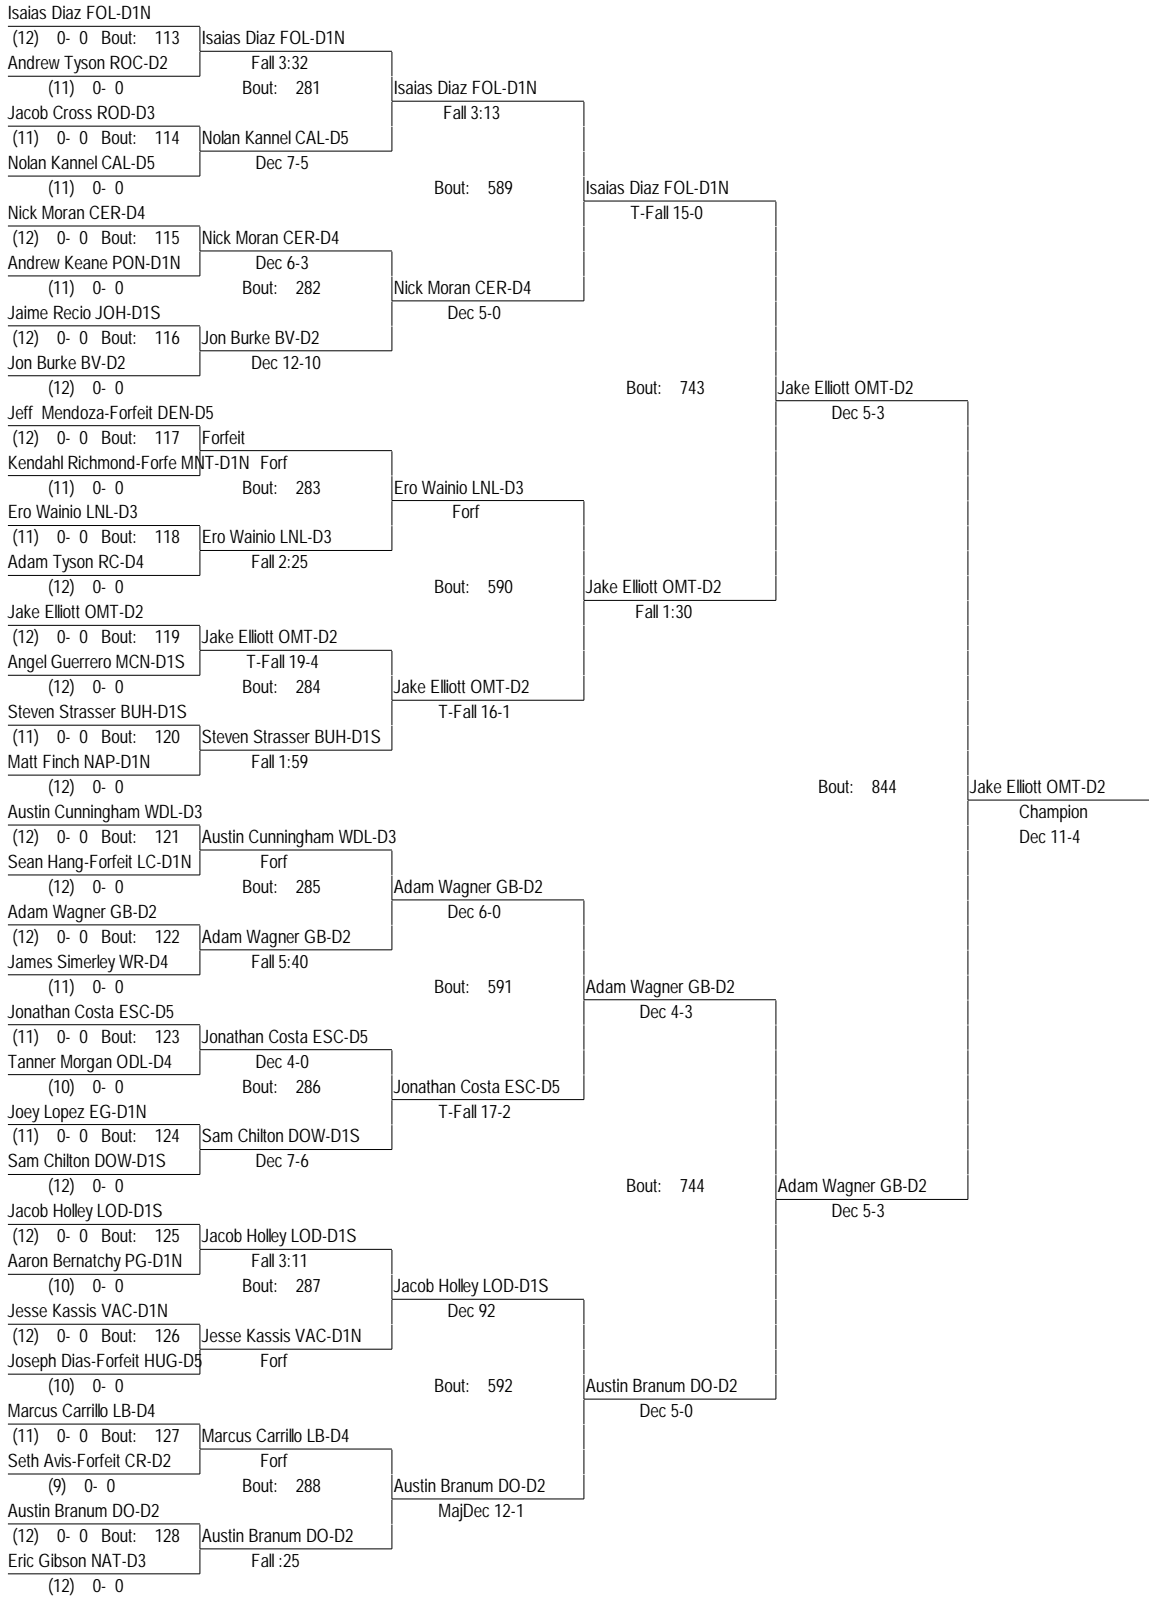 Isaias Diaz FOL-D1N
(12) 0- 0 Bout: 113 Isaias Diaz FOL-D1N
Andrew Tyson ROC-D2 Fall 3:32
(11) 0- 0 Bout: 281 Isaias Diaz FOL-D1N
Jacob Cross ROD-D3 Fall 3:13
(11) 0- 0 Bout: 114 Nolan Kannel CAL-D5
Nolan Kannel CAL-D5 Dec 7-5
(11) 0- 0 Bout: 589 Isaias Diaz FOL-D1N
Nick Moran CER-D4 T-Fall 15-0
(12) 0- 0 Bout: 115 Nick Moran CER-D4
Andrew Keane PON-D1N Dec 6-3
(11) 0- 0 Bout: 282 Nick Moran CER-D4
Jaime Recio JOH-D1S Dec 5-0
(12) 0- 0 Bout: 116 Jon Burke BV-D2
Jon Burke BV-D2 Dec 12-10
(12) 0- 0 Bout: 743 Jake Elliott OMT-D2
Jeff Mendoza-Forfeit DEN-D5 Dec 5-3
(12) 0- 0 Bout: 117 Forfeit
Kendahl Richmond-Forfe MNT-D1N Forf
(11) 0- 0 Bout: 283 Ero Wainio LNL-D3
Ero Wainio LNL-D3 Forf
(11) 0- 0 Bout: 118 Ero Wainio LNL-D3
Adam Tyson RC-D4 Fall 2:25
(12) 0- 0 Bout: 590 Jake Elliott OMT-D2
Jake Elliott OMT-D2 Fall 1:30
(12) 0- 0 Bout: 119 Jake Elliott OMT-D2
Angel Guerrero MCN-D1S T-Fall 19-4
(12) 0- 0 Bout: 284 Jake Elliott OMT-D2
Steven Strasser BUH-D1S T-Fall 16-1
(11) 0- 0 Bout: 120 Steven Strasser BUH-D1S
Matt Finch NAP-D1N Fall 1:59
(12) 0- 0 Bout: 844 Jake Elliott OMT-D2
Austin Cunningham WDL-D3 Champion
(12) 0- 0 Bout: 121 Austin Cunningham WDL-D3 Dec 11-4
Sean Hang-Forfeit LC-D1N Forf
(12) 0- 0 Bout: 285 Adam Wagner GB-D2
Adam Wagner GB-D2 Dec 6-0
(12) 0- 0 Bout: 122 Adam Wagner GB-D2
James Simerley WR-D4 Fall 5:40
(11) 0- 0 Bout: 591 Adam Wagner GB-D2
Jonathan Costa ESC-D5 Dec 4-3
(11) 0- 0 Bout: 123 Jonathan Costa ESC-D5
Tanner Morgan ODL-D4 Dec 4-0
(10) 0- 0 Bout: 286 Jonathan Costa ESC-D5
Joey Lopez EG-D1N T-Fall 17-2
(11) 0- 0 Bout: 124 Sam Chilton DOW-D1S
Sam Chilton DOW-D1S Dec 7-6
(12) 0- 0 Bout: 744 Adam Wagner GB-D2
Jacob Holley LOD-D1S Dec 5-3
(12) 0- 0 Bout: 125 Jacob Holley LOD-D1S
Aaron Bernatchy PG-D1N Fall 3:11
(10) 0- 0 Bout: 287 Jacob Holley LOD-D1S
Jesse Kassis VAC-D1N Dec 92
(12) 0- 0 Bout: 126 Jesse Kassis VAC-D1N
Joseph Dias-Forfeit HUG-D5 Forf
(10) 0- 0 Bout: 592 Austin Branum DO-D2
Marcus Carrillo LB-D4 Dec 5-0
(11) 0- 0 Bout: 127 Marcus Carrillo LB-D4
Seth Avis-Forfeit CR-D2 Forf
(9) 0- 0 Bout: 288 Austin Branum DO-D2
Austin Branum DO-D2 MajDec 12-1
(12) 0- 0 Bout: 128 Austin Branum DO-D2
Eric Gibson NAT-D3 Fall :25
(12) 0- 0